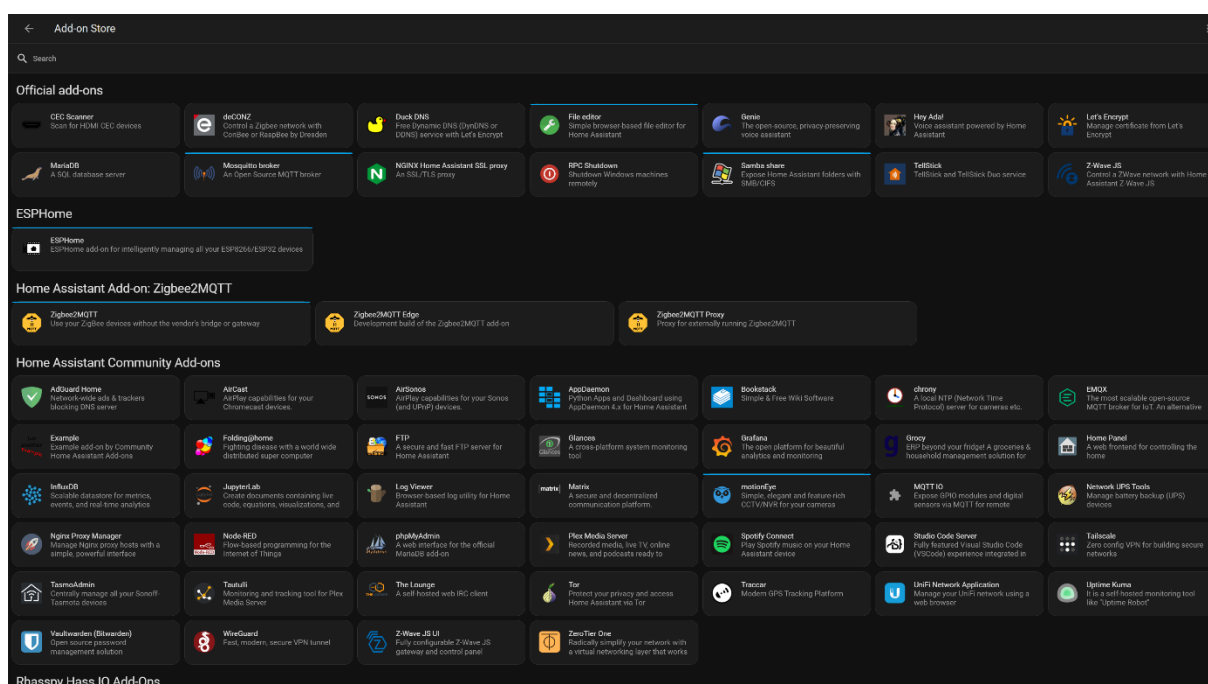 Add-on Store
Search
Official add-ons
CEC Scanner
Scan for HDMI CEC devices
deCONZ
Control a Zigbee network with
ConBee or RaspBee by Dresden
Duck DNS
Free Dynamic DNS (DynDNS or
DDNS) service with Let's Encrypt
File editor
Simple browser-based file editor for
Home Assistant
Genie
The open-source, privacy-preserving
voice assistant
Hey Ada!
Voice assistant powered by Home
Assistant
Let's Encrypt
Manage certificate from Let's
Encrypt
MariaDB
A SQL database server
Mosquitto broker
An Open Source MQTT broker
NGINX Home Assistant SSL proxy
An SSL/TLS proxy
RPC Shutdown
Shutdown Windows machines
remotely
Samba share
Expose Home Assistant folders with
SMB/CIFS
TellStick
TellStick and TellStick Duo service
Z-Wave JS
Control a ZWave network with Home
Assistant Z-Wave JS
ESPHome
ESPHome
ESPHome add-on for intelligently managing all your ESP8266/ESP32 devices
Home Assistant Add-on: Zigbee2MQTT
Zigbee2MQTT
Use your ZigBee devices without the vendor's bridge or gateway
Zigbee2MQTT Edge
Development build of the Zigbee2MQTT add-on
Zigbee2MQTT Proxy
Proxy for externally running Zigbee2MQTT
Home Assistant Community Add-ons
AdGuard Home
Network-wide ads & trackers
blocking DNS server
AirCast
AirPlay capabilities for your
Chromecast devices.
SONOS
AirSonos
AirPlay capabilities for your Sonos
(and UPnP) devices.
AppDaemon
Python Apps and Dashboard using
AppDaemon 4.x for Home Assistant
Bookstack
Simple & Free Wiki Software
chrony
A local NTP (Network Time
Protocol) server for cameras etc.
EMQX
The most scalable open-source
MQTT broker for IoT. An alternative
Example
Example add-on by Community
Home Assistant Add-ons
Folding@home
Fighting disease with a world wide
distributed super computer
FTP
A secure and fast FTP server for
Home Assistant
Glances
A cross-platform system monitoring
tool
Grafana
The open platform for beautiful
analytics and monitoring
Grocy
ERP beyond your fridge! A groceries &
household management solution for
Home Panel
A web frontend for controlling the
home
InfluxDB
Scalable datastore for metrics,
events, and real-time analytics
JupyterLab
Create documents containing live
code, equations, visualizations, and
Log Viewer
Browser-based log utility for Home
Assistant
matrix
Matrix
A secure and decentralized
communication platform.
motionEye
Simple, elegant and feature-rich
CCTV/NVR for your cameras
MQTT IO
Expose GPIO modules and digital
sensors via MQTT for remote
Network UPS Tools
Manage battery backup (UPS)
devices
Nginx Proxy Manager
Manage Nginx proxy hosts with a
simple, powerful interface
Node-RED
Flow-based programming for the
Internet of Things
phpMyAdmin
A web interface for the official
MariaDB add-on
Plex Media Server
Recorded media, live TV, online
news, and podcasts ready to
Spotify Connect
Play Spotify music on your Home
Assistant device
Studio Code Server
Fully featured Visual Studio Code
(VSCode) experience integrated in
Tailscale
Zero config VPN for building secure
networks
TasmoAdmin
Centrally manage all your Sonoff-
Tasmota devices
Tautulli
Monitoring and tracking tool for Plex
Media Server
The Lounge
A self-hosted web IRC client
Tor
Protect your privacy and access
Home Assistant via Tor
Traccar
Modern GPS Tracking Platform
UniFi Network Application
Manage your UniFi network using a
web browser
Uptime Kuma
It is a self-hosted monitoring tool
like "Uptime Robot"
Vaultwarden (Bitwarden)
Open source password
management solution
WireGuard
Fast, modern, secure VPN tunnel
Z-Wave JS UI
Fully configurable Z-Wave JS
gateway and control panel
ZeroTier One
Radically simplify your network with
a virtual networking layer that works
Rhasspy Hass.IO Add-Ons